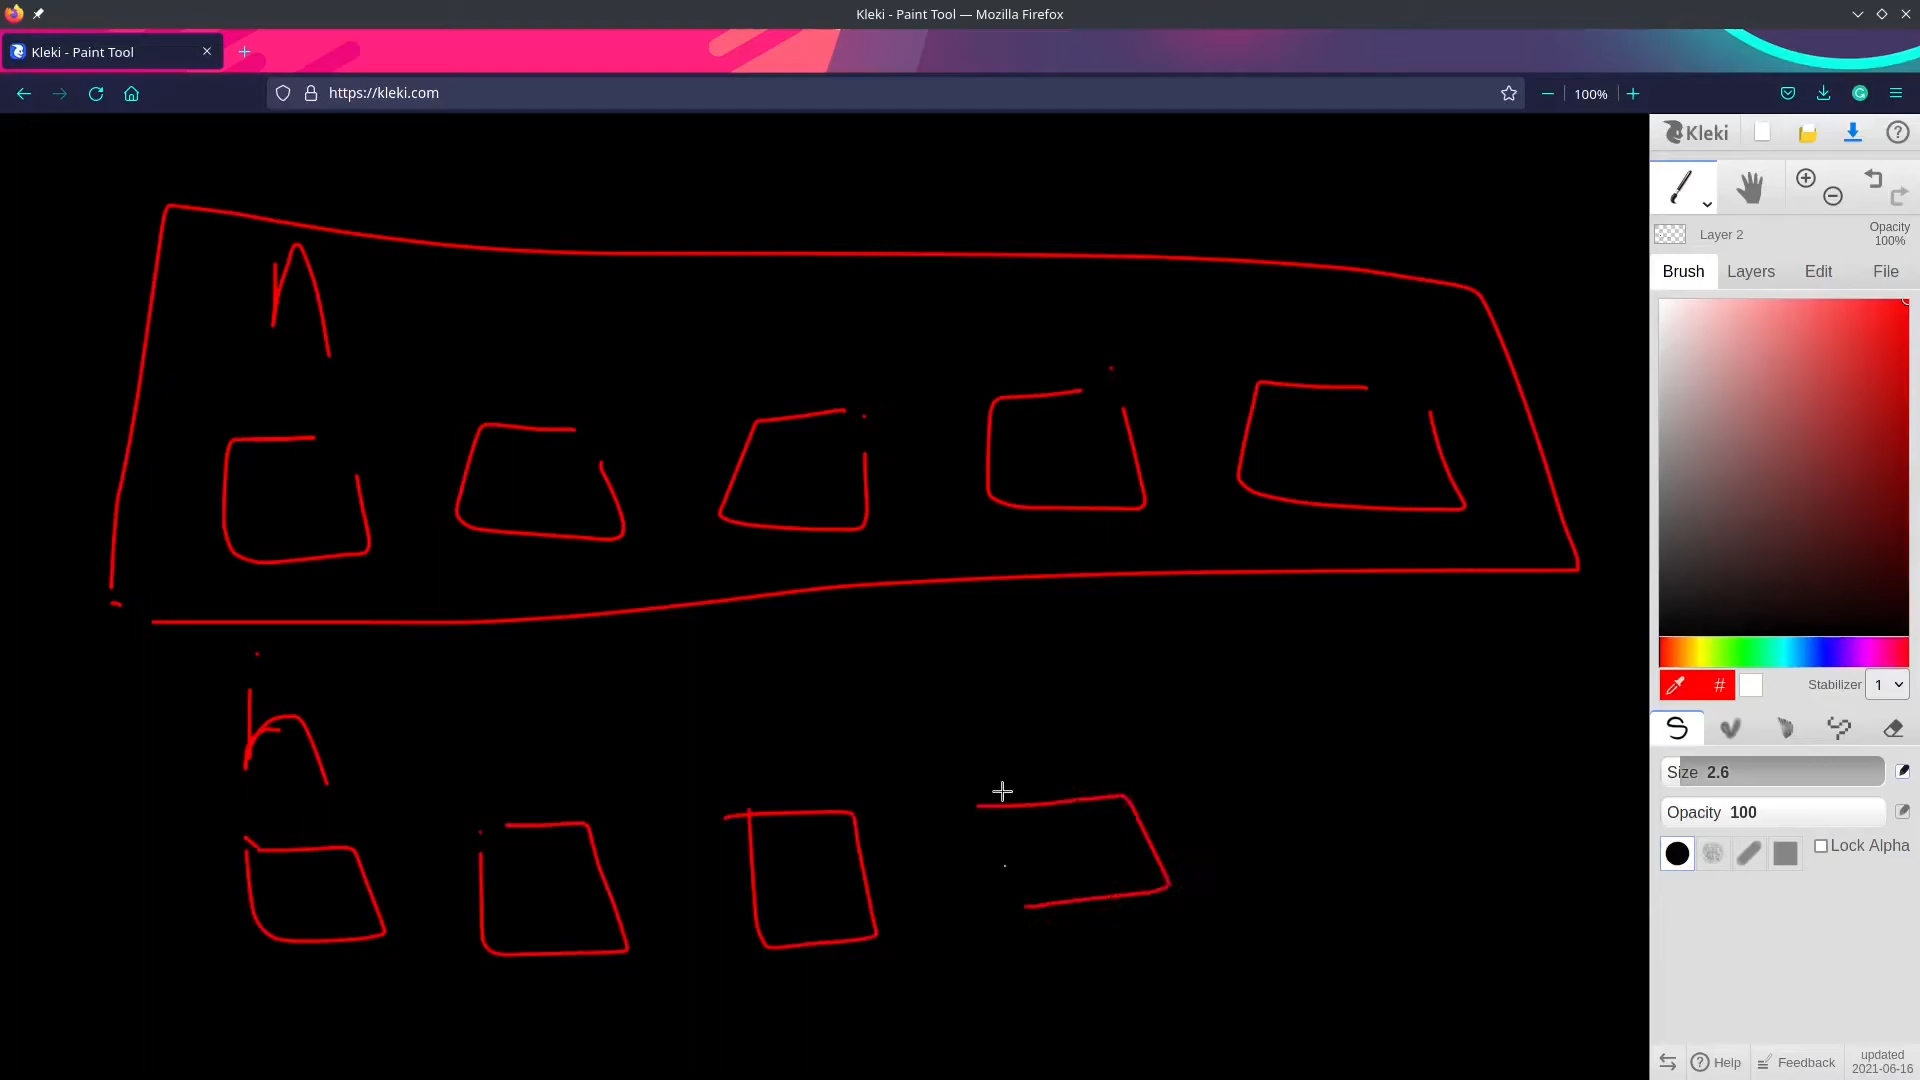 Kleki - Paint Tool — Mozilla Firefox
Kleki - Paint Tool
https://kleki.com
100%
Kleki
Layer 2
Opacity
100%
Brush Layers Edit File
n
# Stabilizer 1
n
Size 2.6
Opacity 100
Lock Alpha
Help Feedback updated
2021-06-16